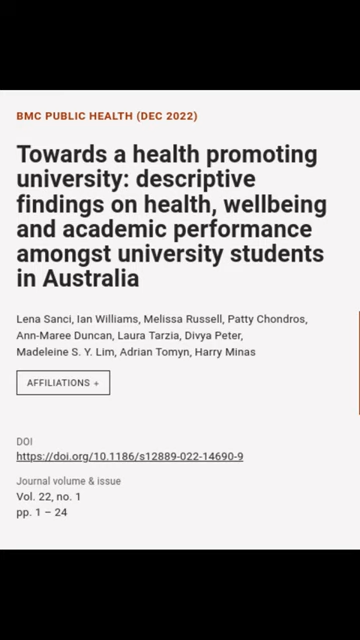 BMC PUBLIC HEALTH (DEC 2022)
Towards a health promoting
university: descriptive
findings on health, wellbeing
and academic performance
amongst university students
in Australia
Lena Sanci, Ian Williams, Melissa Russell, Patty Chondros,
Ann-Maree Duncan, Laura Tarzia, Divya Peter,
Madeleine S. Y. Lim, Adrian Tomyn, Harry Minas
AFFILIATIONS +
DOI
https://doi.org/10.1186/s12889-022-14690-9
Journal volume & issue
Vol. 22, no. 1
pp. 1 – 24